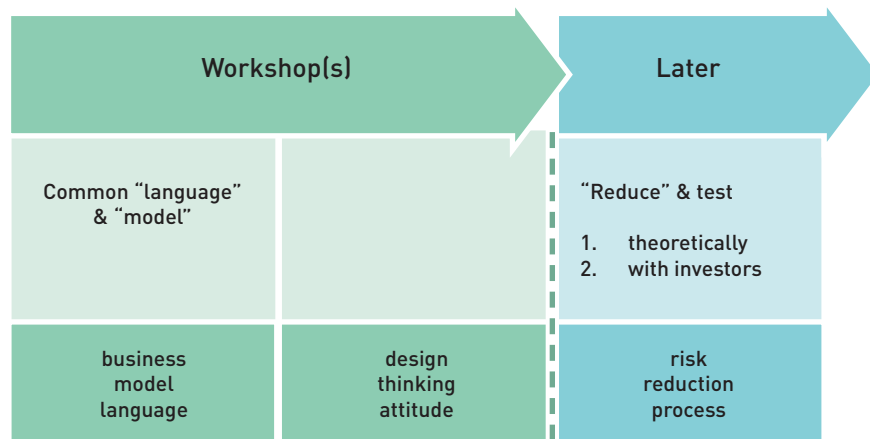 Workshop(s)
Later
Common “language”
& “model”
“Reduce” & test
1. theoretically
2. with investors
business
model
language
design
thinking
attitude
risk
reduction
process